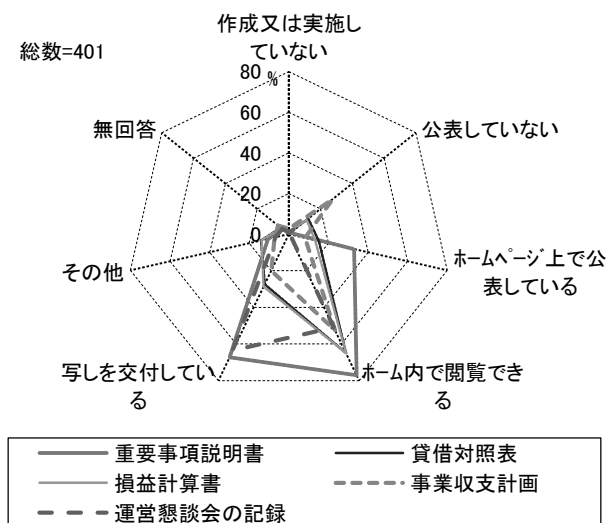 作成又は実施し
ていない
総数=401
80 %
60
40
20
0
無回答
公表していない
その他
ホームページ上で公
表している
写しを交付してい
る
ホーム内で閲覧でき
る
重要事項説明書
貸借対照表
損益計算書
事業収支計画
運営懇談会の記録